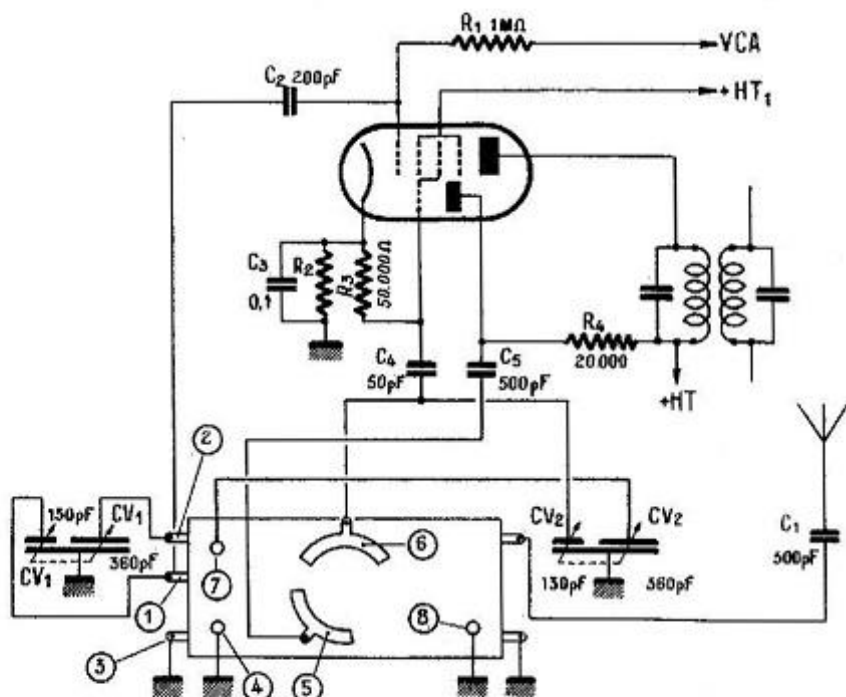 R1 1MΩ
VCA
C2 200pF
+HT1
C3
0,1
R2
R3
50.000Ω
C4
50pF
C5
500pF
R4
20.000
+HT
2
150pF
CV1
CV1
360pF
1
3
7
4
6
5
8
CV2
CV2
130pF
360pF
C1
500pF